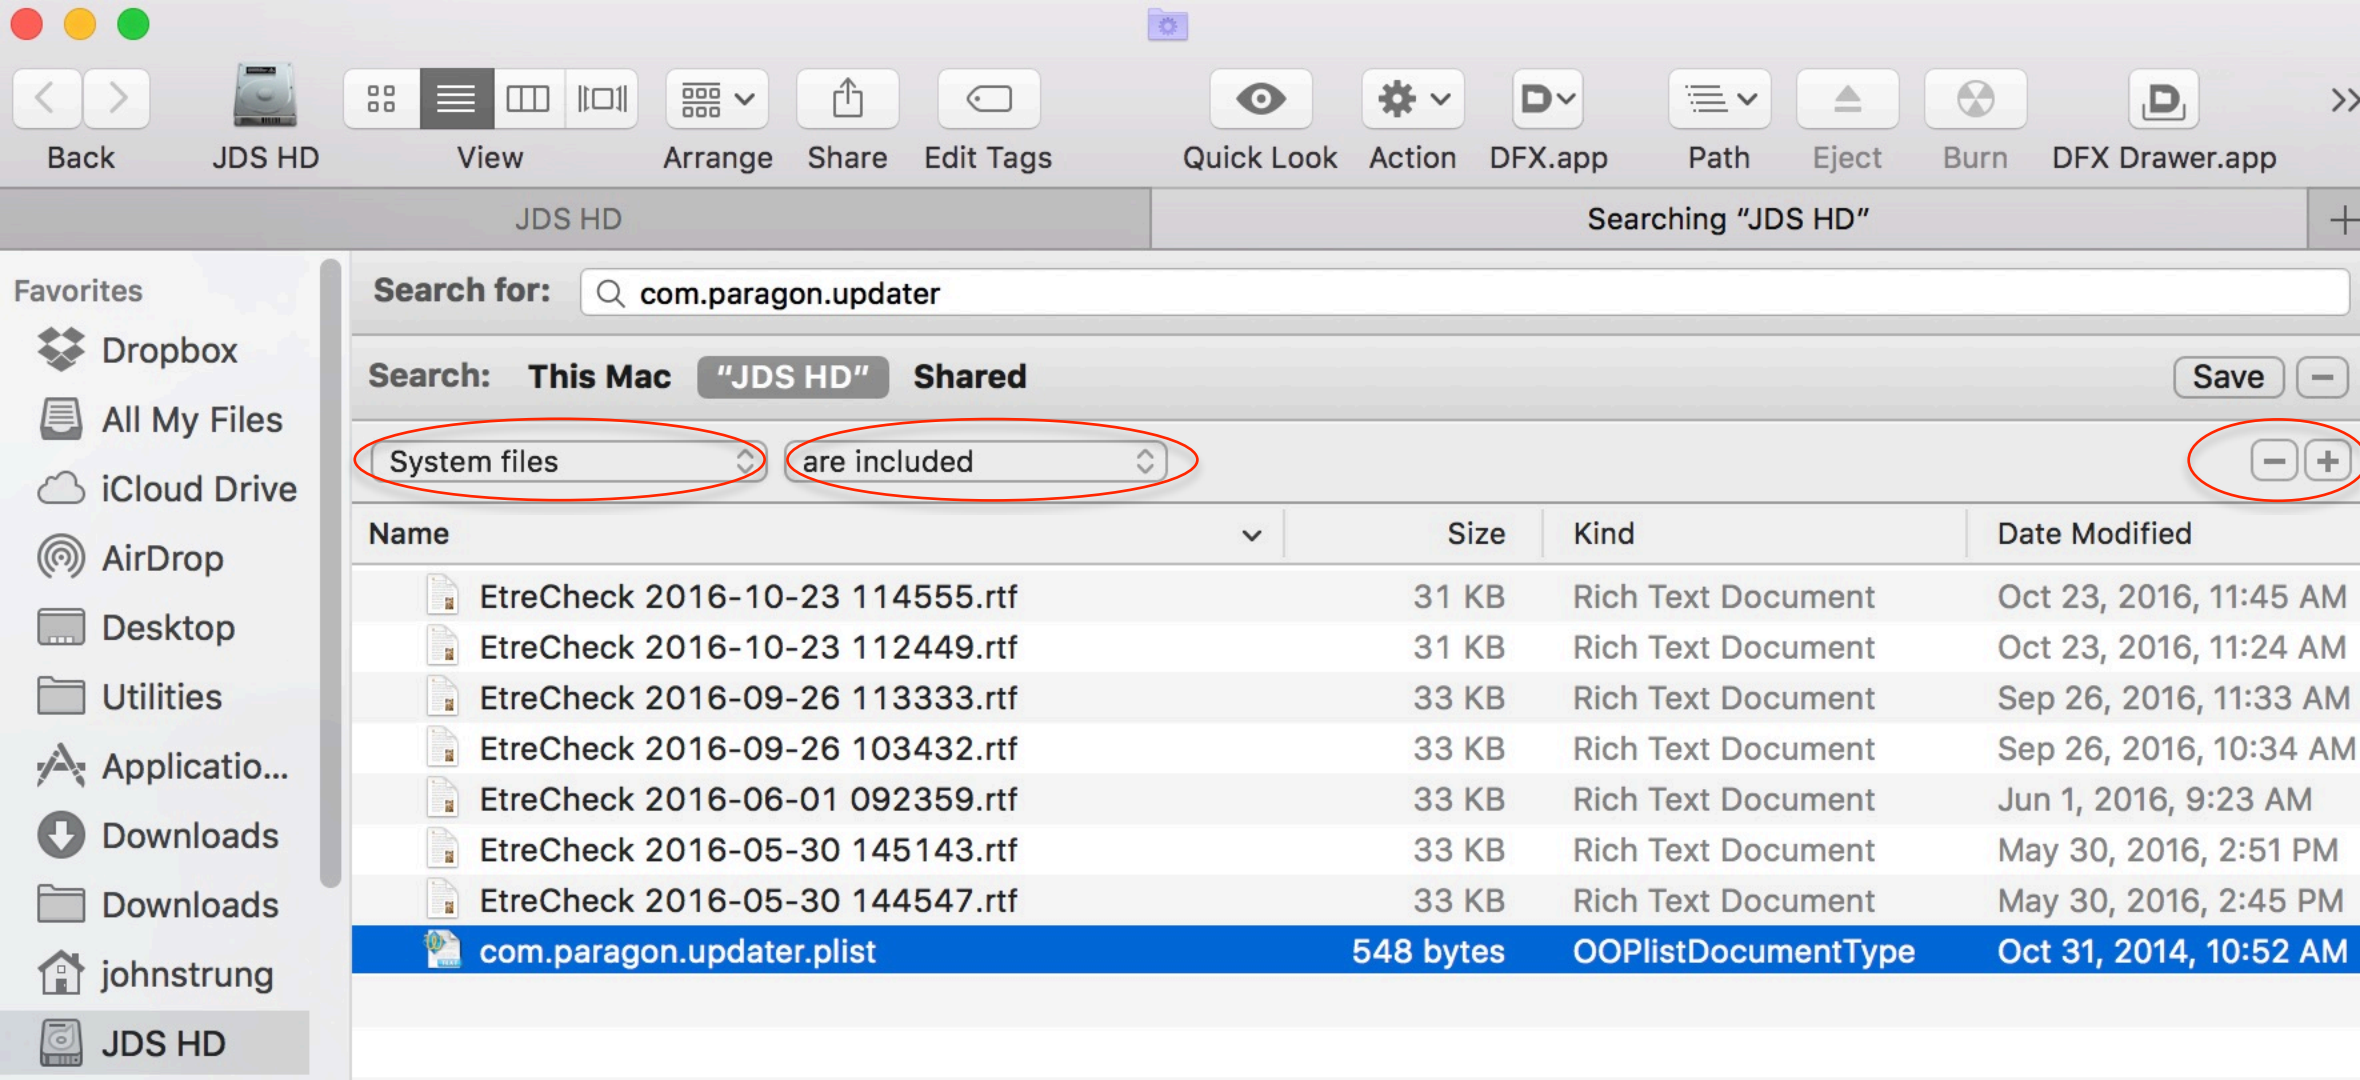 Back JDS HD View Arrange Share Edit Tags Quick Look Action DFX.app Path Eject Burn DFX Drawer.app
JDS HD Searching “JDS HD”
Favorites
Dropbox
All My Files
iCloud Drive
AirDrop
Desktop
Utilities
Applicatio...
Downloads
Downloads
johnstrung
JDS HD
Search for: com.paragon.updater
Search: This Mac “JDS HD” Shared Save
System files are included
Name Size Kind Date Modified
EtreCheck 2016-10-23 114555.rtf 31 KB Rich Text Document Oct 23, 2016, 11:45 AM
EtreCheck 2016-10-23 112449.rtf 31 KB Rich Text Document Oct 23, 2016, 11:24 AM
EtreCheck 2016-09-26 113333.rtf 33 KB Rich Text Document Sep 26, 2016, 11:33 AM
EtreCheck 2016-09-26 103432.rtf 33 KB Rich Text Document Sep 26, 2016, 10:34 AM
EtreCheck 2016-06-01 092359.rtf 33 KB Rich Text Document Jun 1, 2016, 9:23 AM
EtreCheck 2016-05-30 145143.rtf 33 KB Rich Text Document May 30, 2016, 2:51 PM
EtreCheck 2016-05-30 144547.rtf 33 KB Rich Text Document May 30, 2016, 2:45 PM
com.paragon.updater.plist 548 bytes OOPlistDocumentType Oct 31, 2014, 10:52 AM